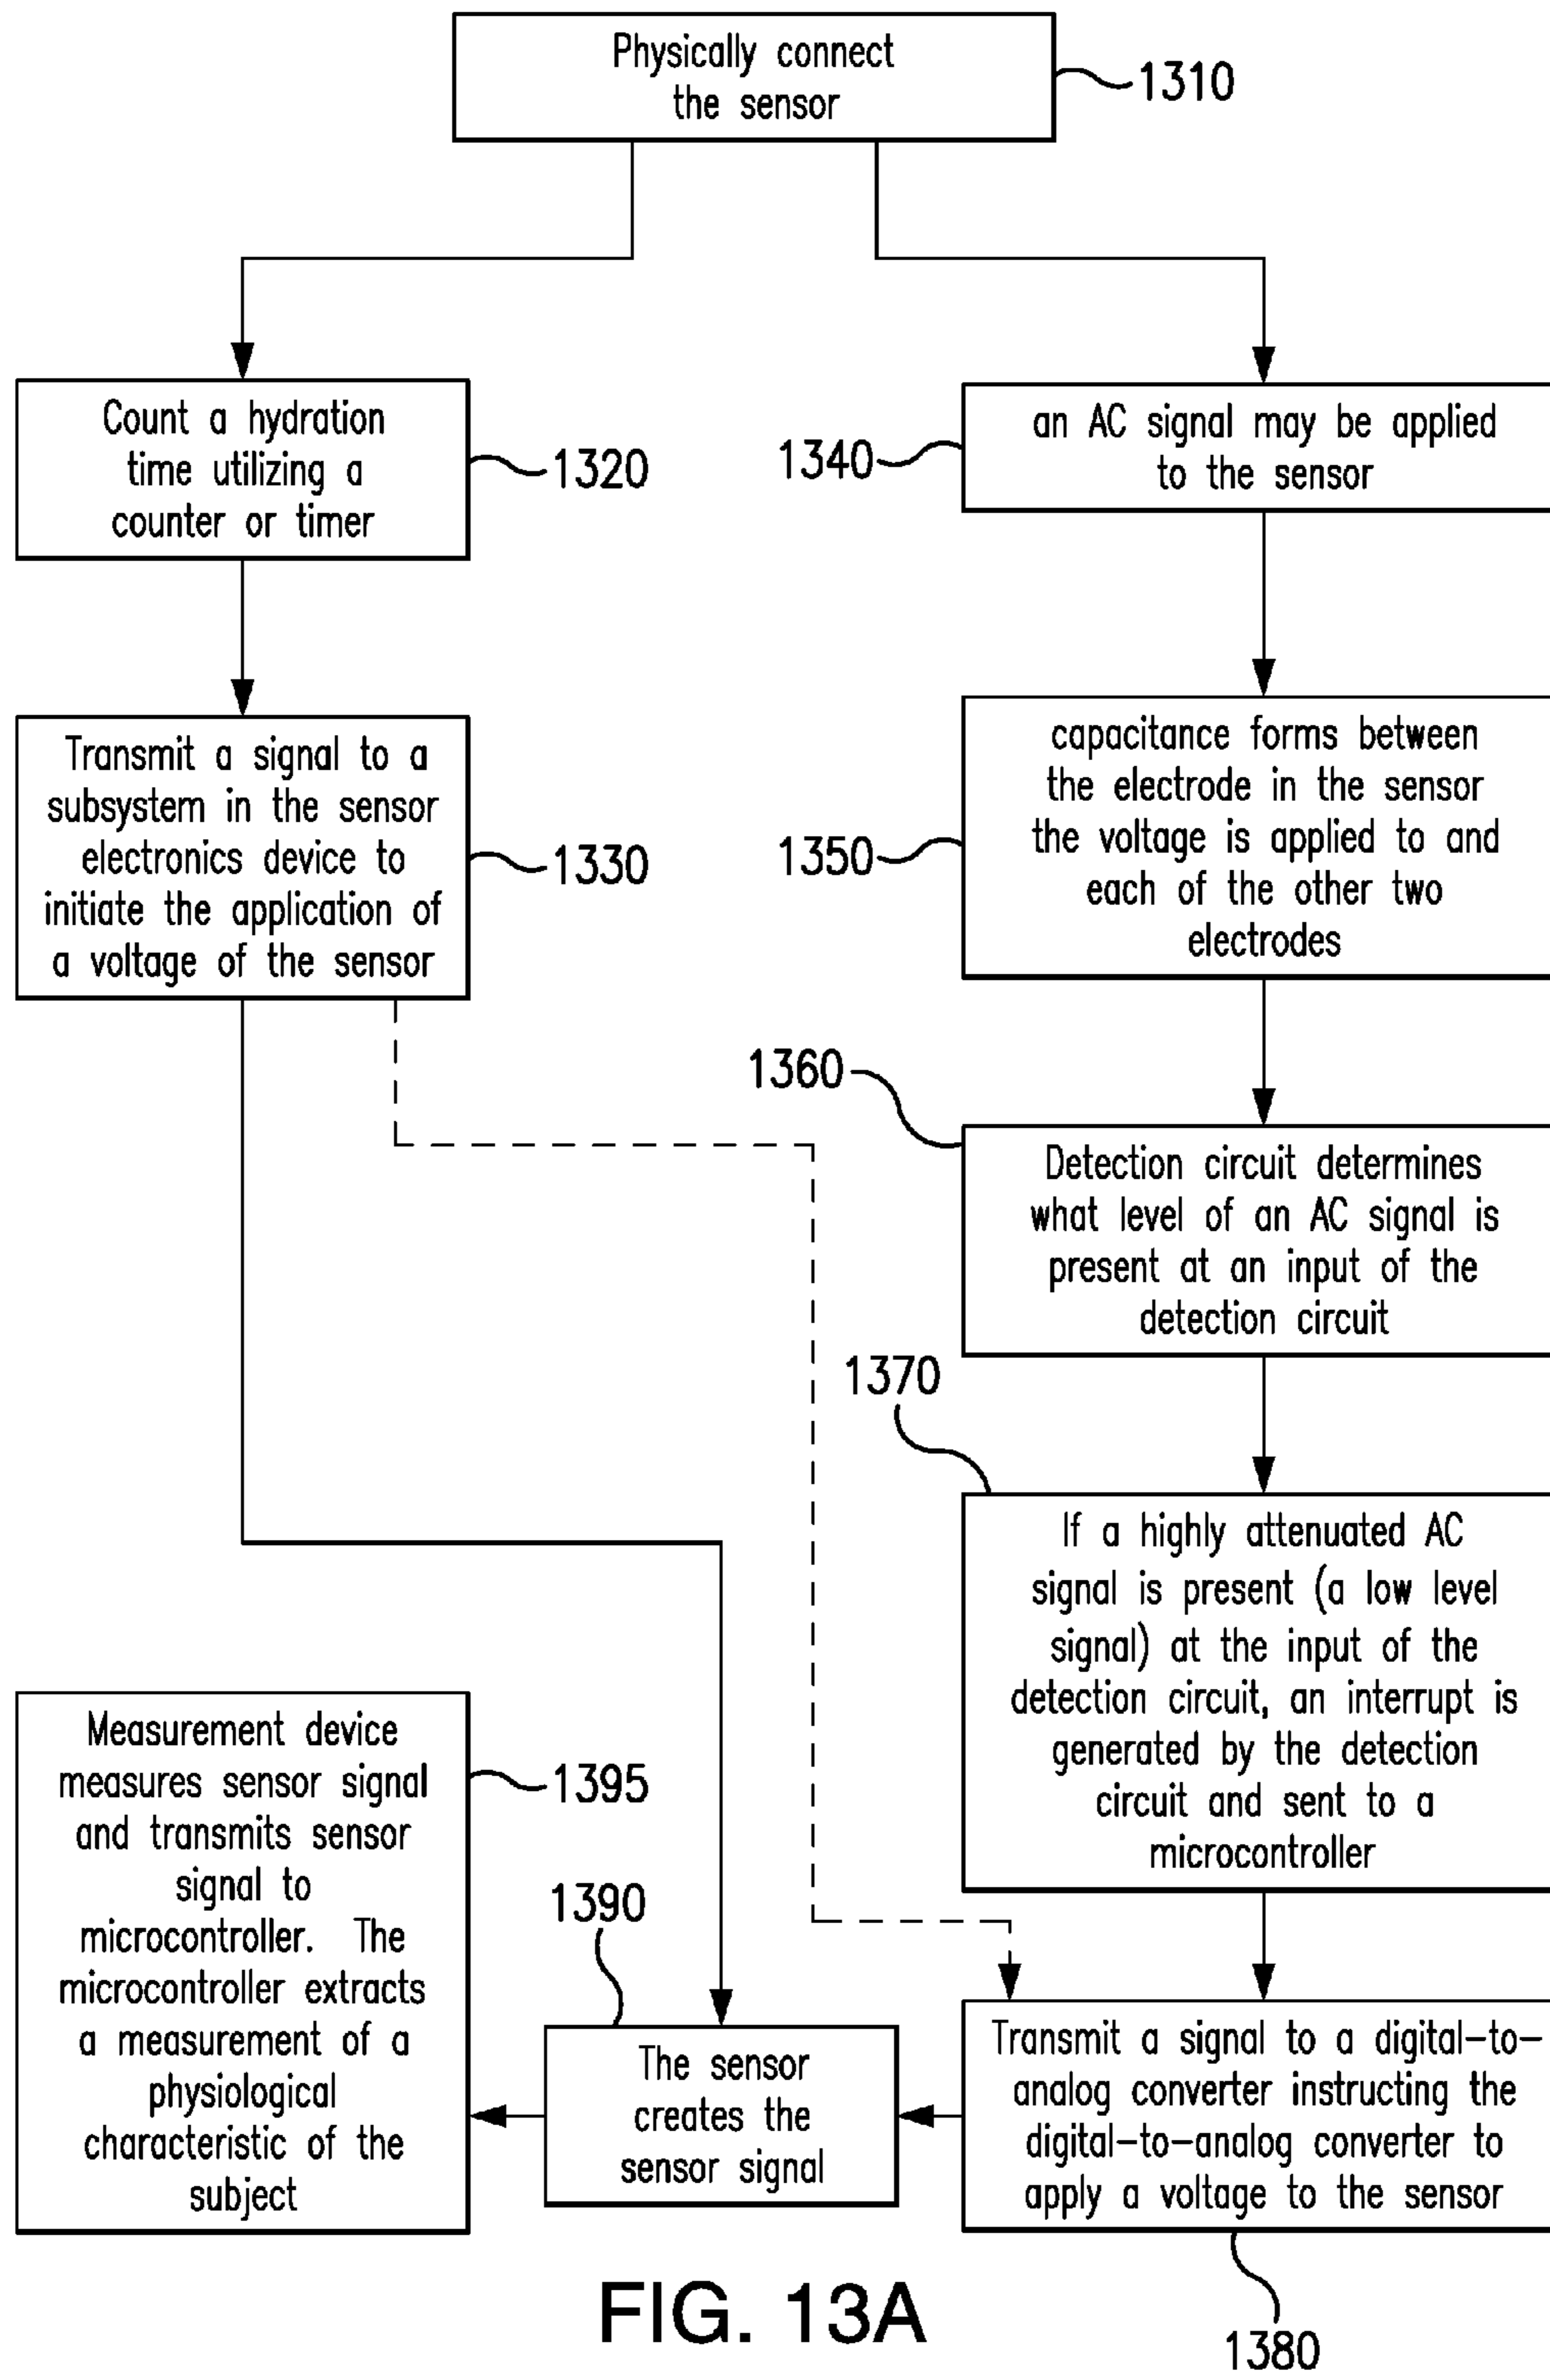 Physically connect
the sensor
1310
Count a hydration
time utilizing a
counter or timer
1320
1340
an AC signal may be applied
to the sensor
Transmit a signal to a
subsystem in the sensor
electronics device to
initiate the application of
a voltage of the sensor
1330
1350
capacitance forms between
the electrode in the sensor
the voltage is applied to and
each of the other two
electrodes
1360
Detection circuit determines
what level of an AC signal is
present at an input of the
detection circuit
1370
If a highly attenuated AC
signal is present (a low level
signal) at the input of the
detection circuit, an interrupt is
generated by the detection
circuit and sent to a
microcontroller
Measurement device
measures sensor signal
and transmits sensor
signal to
microcontroller. The
microcontroller extracts
a measurement of a
physiological
characteristic of the
subject
1395
1390
The sensor
creates the
sensor signal
Transmit a signal to a digital-to-
analog converter instructing the
digital-to-analog converter to
apply a voltage to the sensor
1380
FIG. 13A